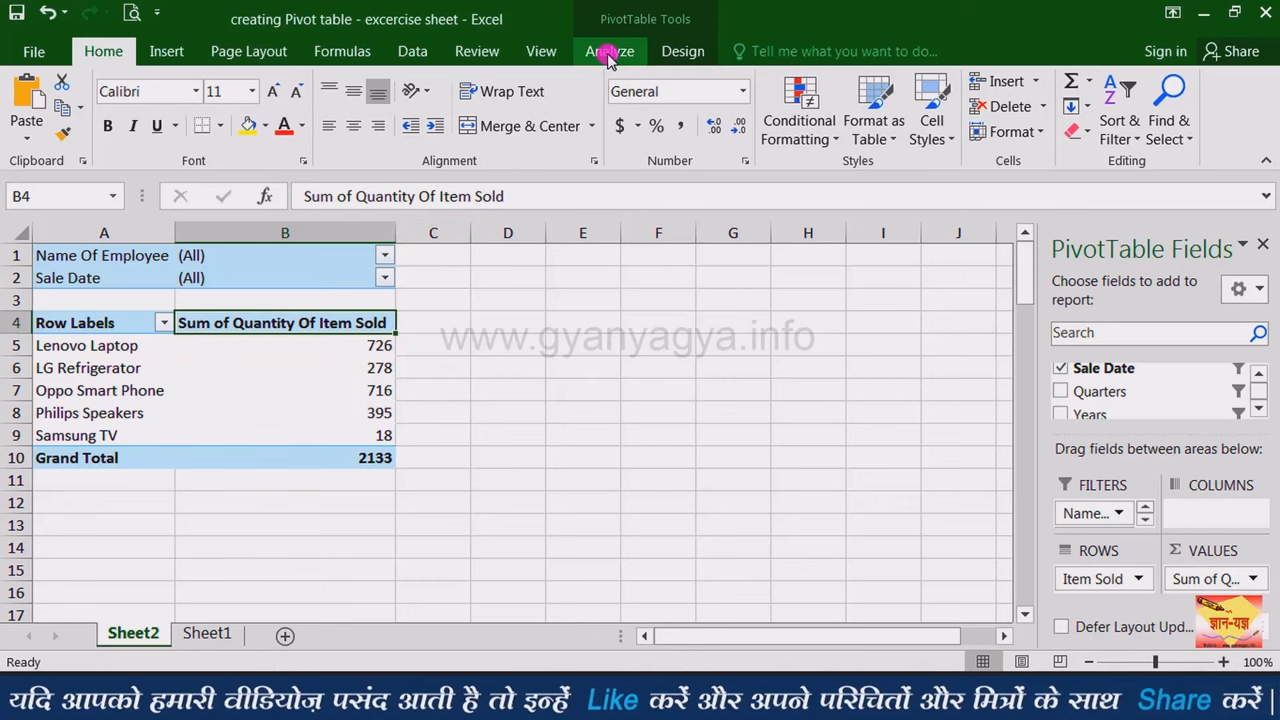 creating Pivot table - excercise sheet - Excel
PivotTable Tools
File Home Insert Page Layout Formulas Data Review View Analyze Design Tell me what you want to do... Sign in Share
Paste
Calibri 11
Wrap Text
General
Merge & Center
Conditional Formatting
Format as Table
Cell Styles
Insert
Delete
Format
Sort & Filter
Find & Select
Clipboard Font Alignment Number Styles Cells Editing
B4 fx Sum of Quantity Of Item Sold
A B C D E F G H I J
1 Name Of Employee (All)
2 Sale Date (All)
3
4 Row Labels Sum of Quantity Of Item Sold
5 Lenovo Laptop 726
6 LG Refrigerator 278
7 Oppo Smart Phone 716
8 Philips Speakers 395
9 Samsung TV 18
10 Grand Total 2133
11
12
13
14
15
16
17
www.gyanyagya.info
PivotTable Fields
Choose fields to add to
report:
Search
Sale Date
Quarters
Years
Drag fields between areas below:
FILTERS COLUMNS
Name...
ROWS VALUES
Item Sold Sum of Q...
Defer Layout Upd...
ज्ञान-यज्ञ
Sheet2 Sheet1
Ready 100%
यदि आपको हमारी वीडियोज़ पसंद आती है तो इन्हें Like करें और अपने परिचितों और मित्रों के साथ Share करें |